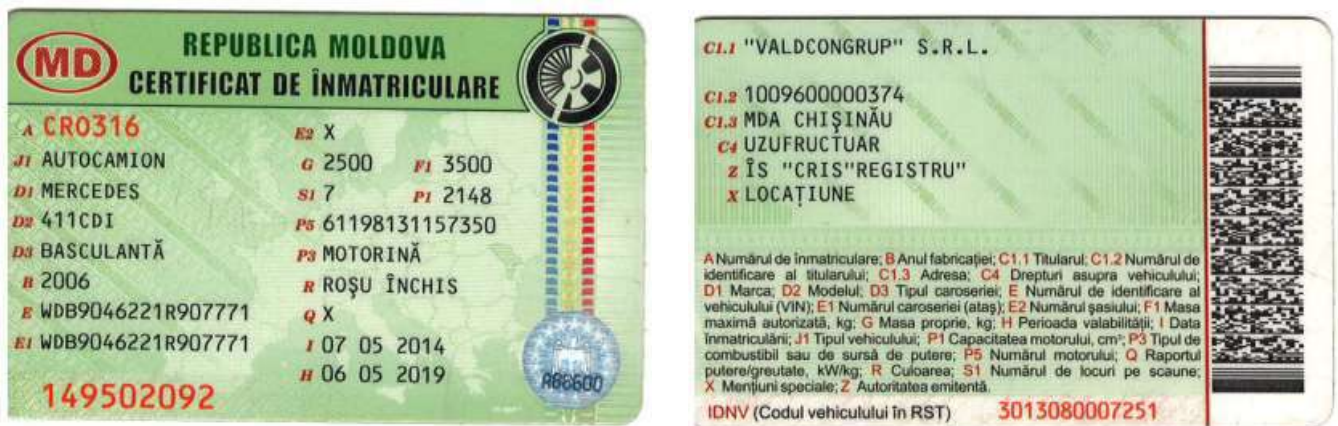 MD
REPUBLICA MOLDOVA
CERTIFICAT DE ÎNMATRICULARE
A CRO316
J1 AUTOCAMION
D1 MERCEDES
D2 411CDI
D3 BASCULANTĂ
B 2006
E WDB9046221R907771
E1 WDB9046221R907771
149502092
E2 X
G 2500 F1 3500
S1 7 P1 2148
P5 61198131157350
P3 MOTORINĂ
R ROŞU ÎNCHIS
Q X
I 07 05 2014
H 06 05 2019
A68600
C1.1 "VALDCONGRUP" S.R.L.
C1.2 1009600000374
C1.3 MDA CHIŞINĂU
C4 UZUFRUCTUAR
Z ÎS "CRIS"REGISTRU"
X LOCAŢIUNE
A Numărul de înmatriculare; B Anul fabricaţiei; C1.1 Titularul; C1.2 Numărul de
identificare al titularului; C1.3 Adresa; C4 Drepturi asupra vehiculului;
D1 Marca; D2 Modelul; D3 Tipul caroseriei; E Numărul de identificare al
vehiculului (VIN); E1 Numărul caroseriei (ataş); E2 Numărul şasiului; F1 Masa
maximă autorizată, kg; G Masa proprie, kg; H Perioada valabilităţii; I Data
înmatriculării; J1 Tipul vehiculului; P1 Capacitatea motorului, cm³; P3 Tipul de
combustibil sau de sursă de putere; P5 Numărul motorului; Q Raportul
putere/greutate, kW/kg; R Culoarea; S1 Numărul de locuri pe scaune;
X Menţiuni speciale; Z Autoritatea emitentă.
IDNV (Codul vehiculului în RST) 3013080007251